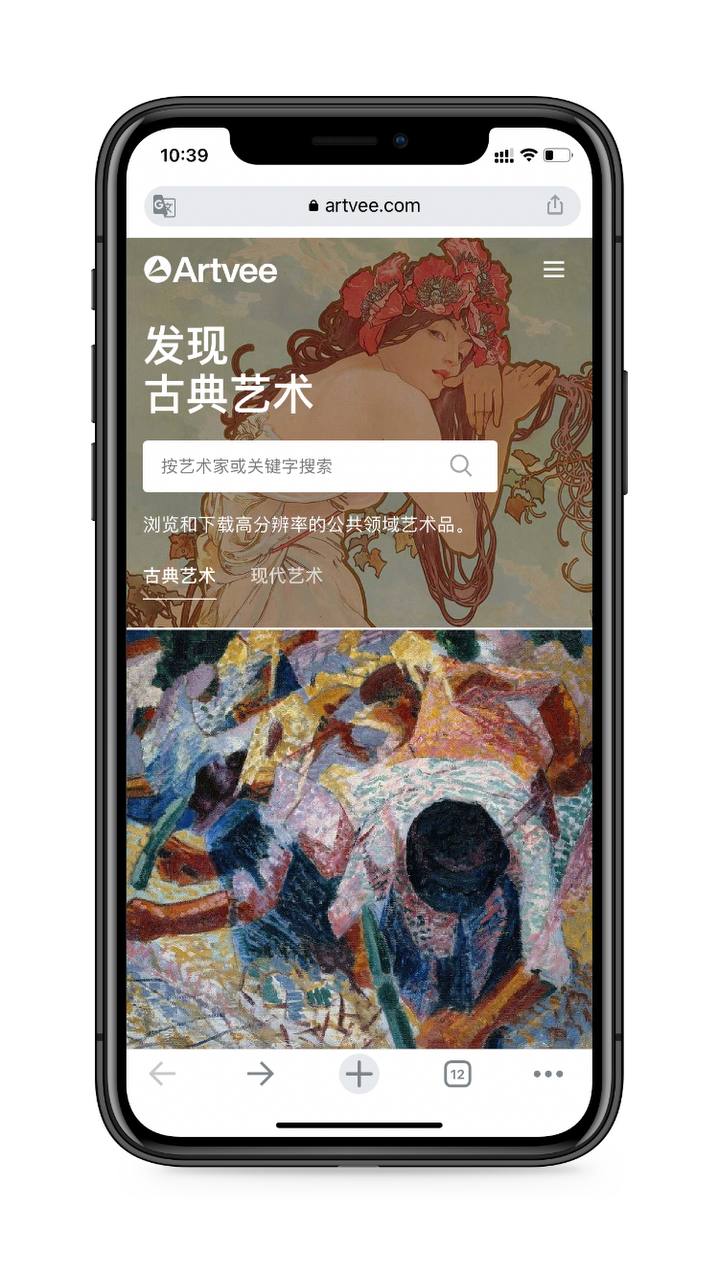 10:39
artvee.com
Artvee
发现
古典艺术
按艺术家或关键字搜索
浏览和下载高分辨率的公共领域艺术品。
古典艺术 现代艺术
12